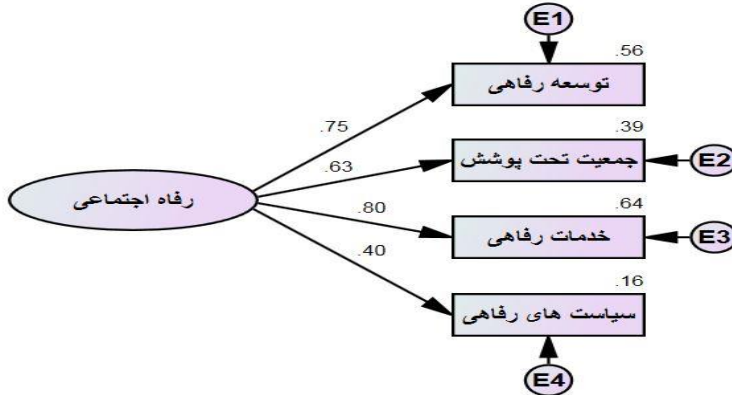 E1
.56
توسعه رفاهی
.75
.39
جمعیت تحت پوشش
E2
.63
رفاه اجتماعی
.80
.64
خدمات رفاهی
E3
.40
.16
سیاست های رفاهی
E4